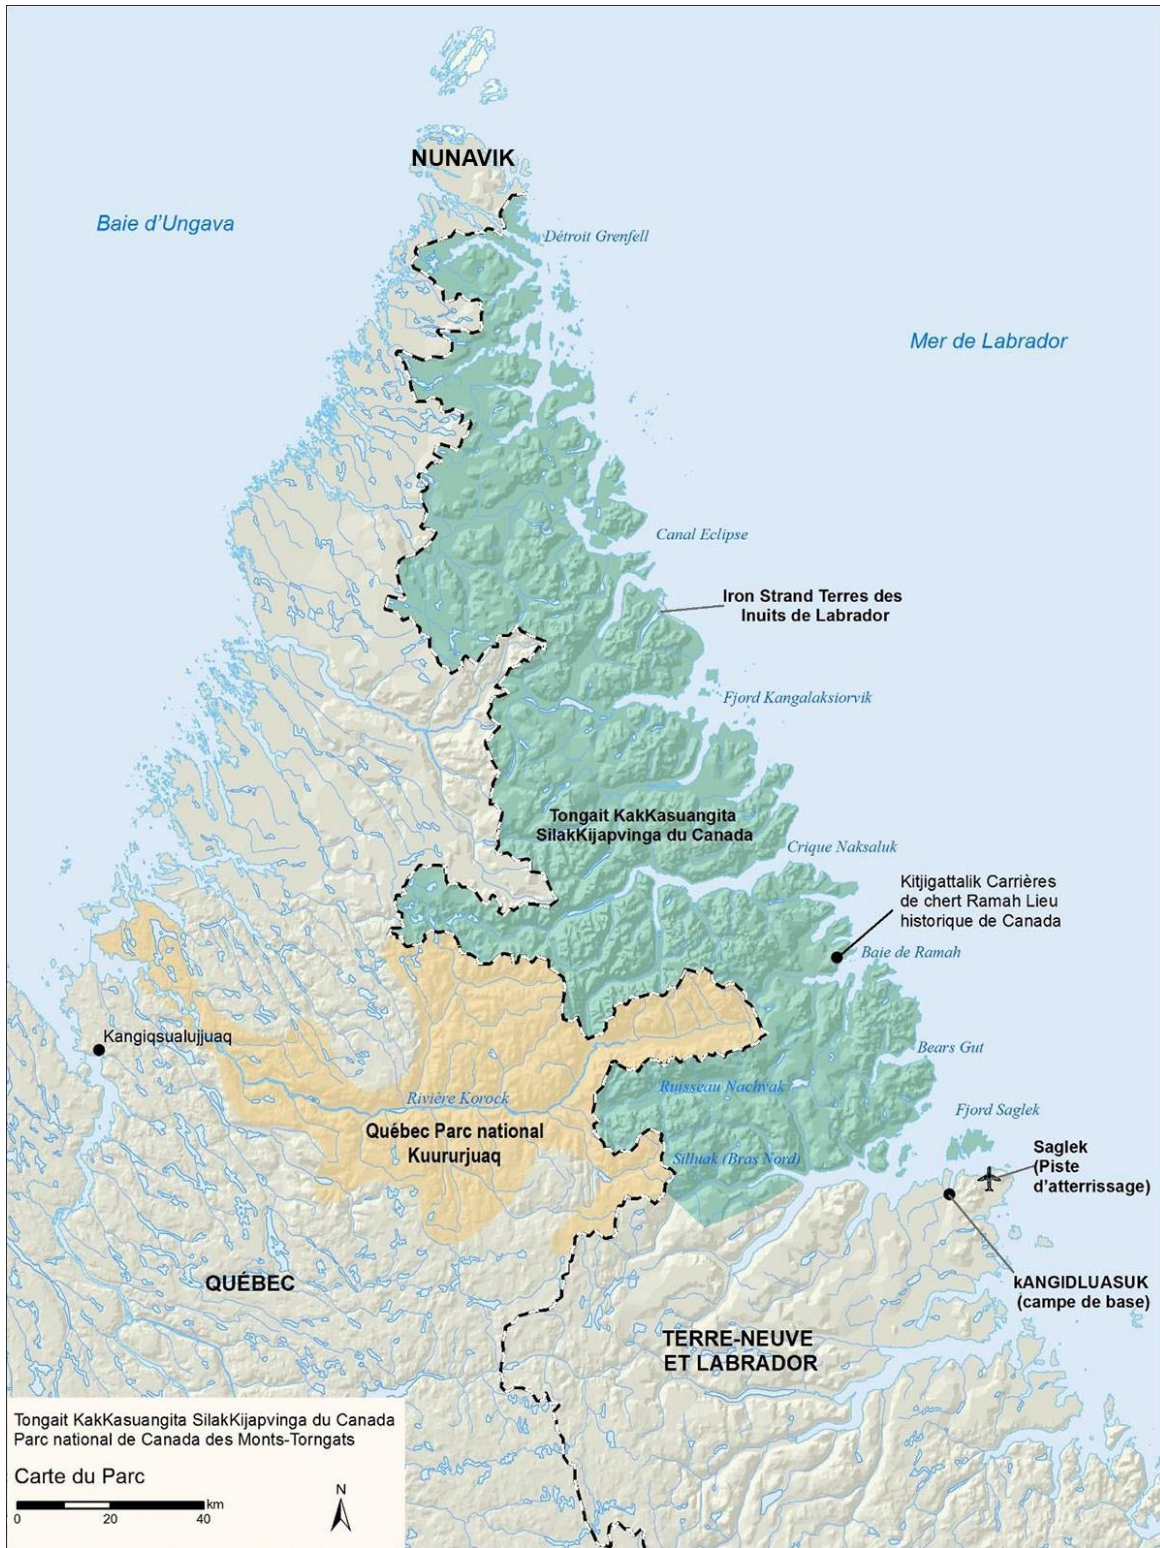 NUNAVIK
Baie d'Ungava
Détroit Grenfell
Mer de Labrador
Canal Eclipse
Iron Strand Terres des
Inuits de Labrador
Fjord Kangalaksiorvik
Tongait KakKasuangita
SilakKijapvinga du Canada
Crique Naksaluk
Kitjigattalik Carrières
de chert Ramah Lieu
historique de Canada
Baie de Ramah
Kangiqsualujjuaq
Bears Gut
Ruisseau Nachvak
Rivière Korock
Fjord Saglek
Québec Parc national
Kuururjuaq
Silluak (Bras Nord)
Saglek
(Piste
d'atterrissage)
QUÉBEC
kANGIDLUASUK
(campe de base)
TERRE-NEUVE
ET LABRADOR
Tongait KakKasuangita SilakKijapvinga du Canada
Parc national de Canada des Monts-Torngats
Carte du Parc
N
km
0 20 40